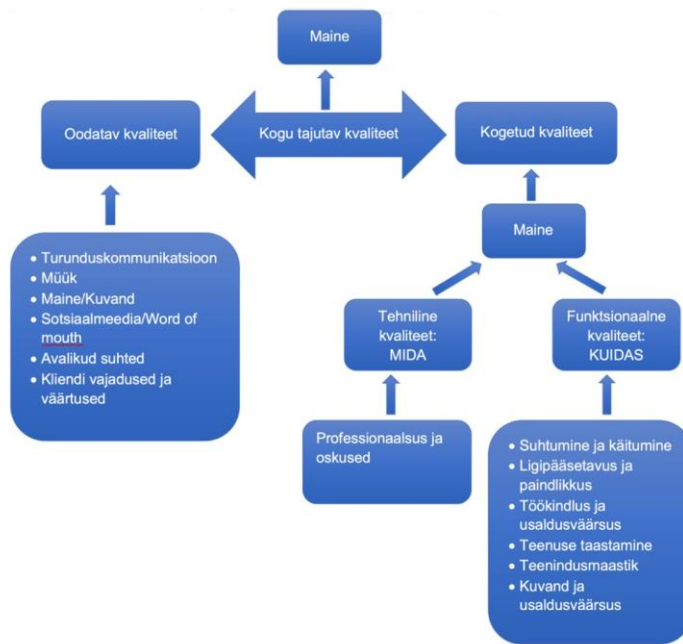 Maine
Oodatav kvaliteet
Kogu tajutav kvaliteet
Kogetud kvaliteet
• Turunduskommunikatsioon
• Müük
• Maine/Kuvand
• Sotsiaalmeedia/Word of
mouth
• Avalikud suhted
• Kliendi vajadused ja
väärtused
Maine
Tehniline
kvaliteet:
MIDA
Funktsionaalne
kvaliteet:
KUIDAS
Professionaalsus ja
oskused
• Suhtumine ja käitumine
• Ligipääsetavus ja
paindlikkus
• Töökindlus ja
usaldusväärsus
• Teenuse taastamine
• Teenindusmaastik
• Kuvand ja
usaldusväärsus